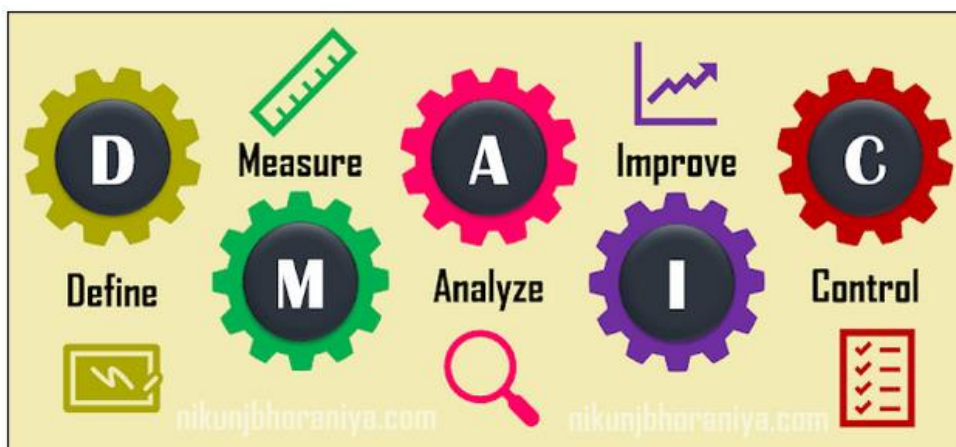 D
Define
Measure
M
A
Analyze
Improve
I
C
Control
nikunjbhoraniya.com
nikunjbhoraniya.com